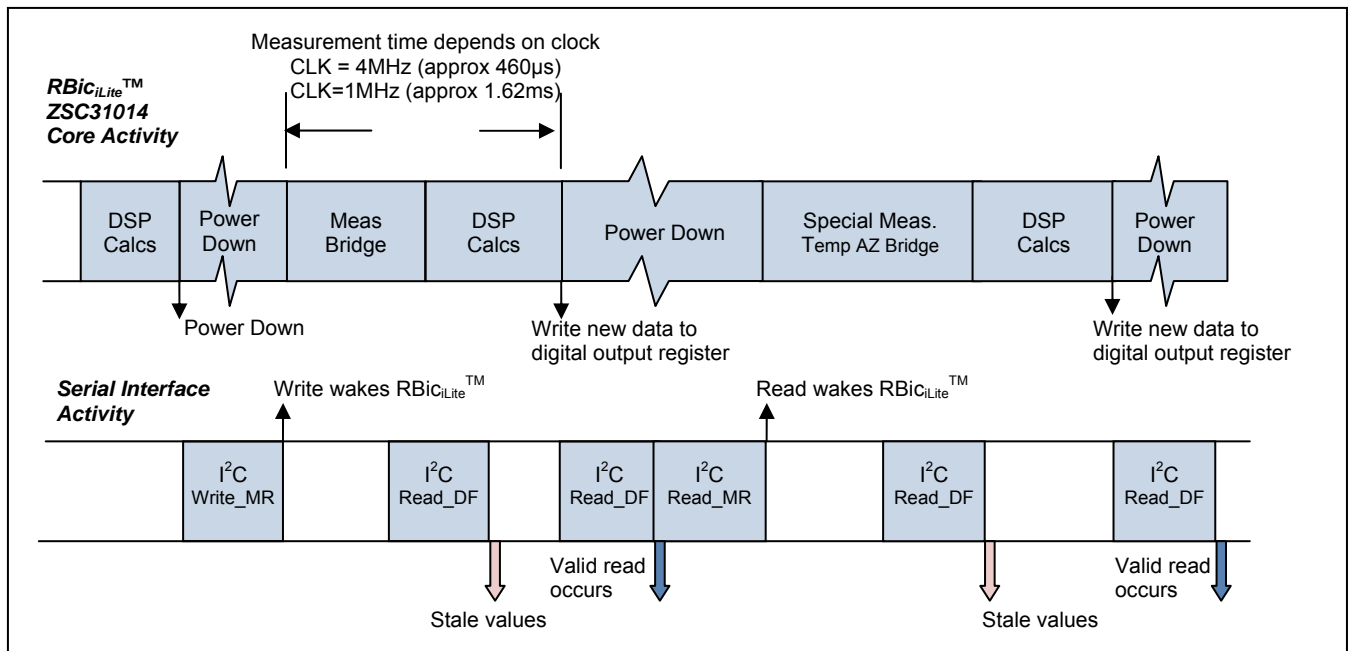 Measurement time depends on clock
CLK = 4MHz (approx 460µs)
CLK=1MHz (approx 1.62ms)
RBic_iLite™
ZSC31014
Core Activity
DSP
Calcs
Power
Down
Meas
Bridge
DSP
Calcs
Power Down
Special Meas.
Temp AZ Bridge
DSP
Calcs
Power
Down
Power Down
Write new data to
digital output register
Write new data to
digital output register
Serial Interface
Activity
Write wakes RBic_iLite™
Read wakes RBic_iLite™
I²C
Write_MR
I²C
Read_DF
I²C
Read_DF
I²C
Read_MR
I²C
Read_DF
I²C
Read_DF
Stale values
Valid read
occurs
Stale values
Valid read
occurs